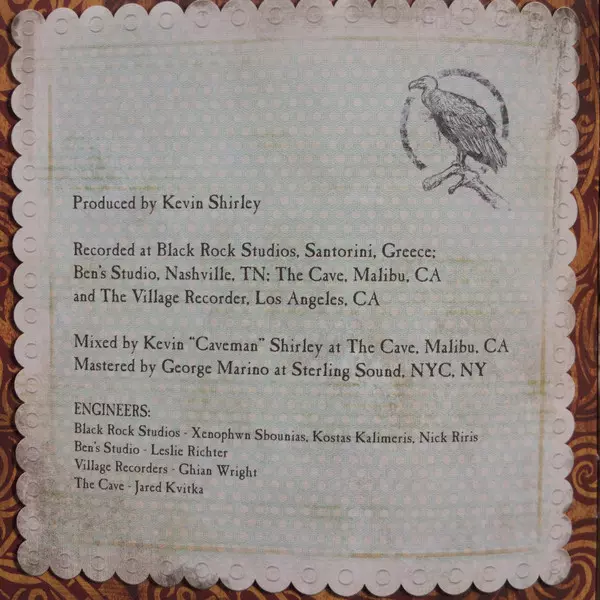 Produced by Kevin Shirley
Recorded at Black Rock Studios, Santorini, Greece;
Ben's Studio, Nashville, TN; The Cave, Malibu, CA
and The Village Recorder, Los Angeles, CA
Mixed by Kevin "Caveman" Shirley at The Cave, Malibu, CA
Mastered by George Marino at Sterling Sound, NYC, NY
ENGINEERS:
Black Rock Studios - Xenophwn Sbounias, Kostas Kalimeris, Nick Riris
Ben's Studio - Leslie Richter
Village Recorders - Ghian Wright
The Cave - Jared Kvitka